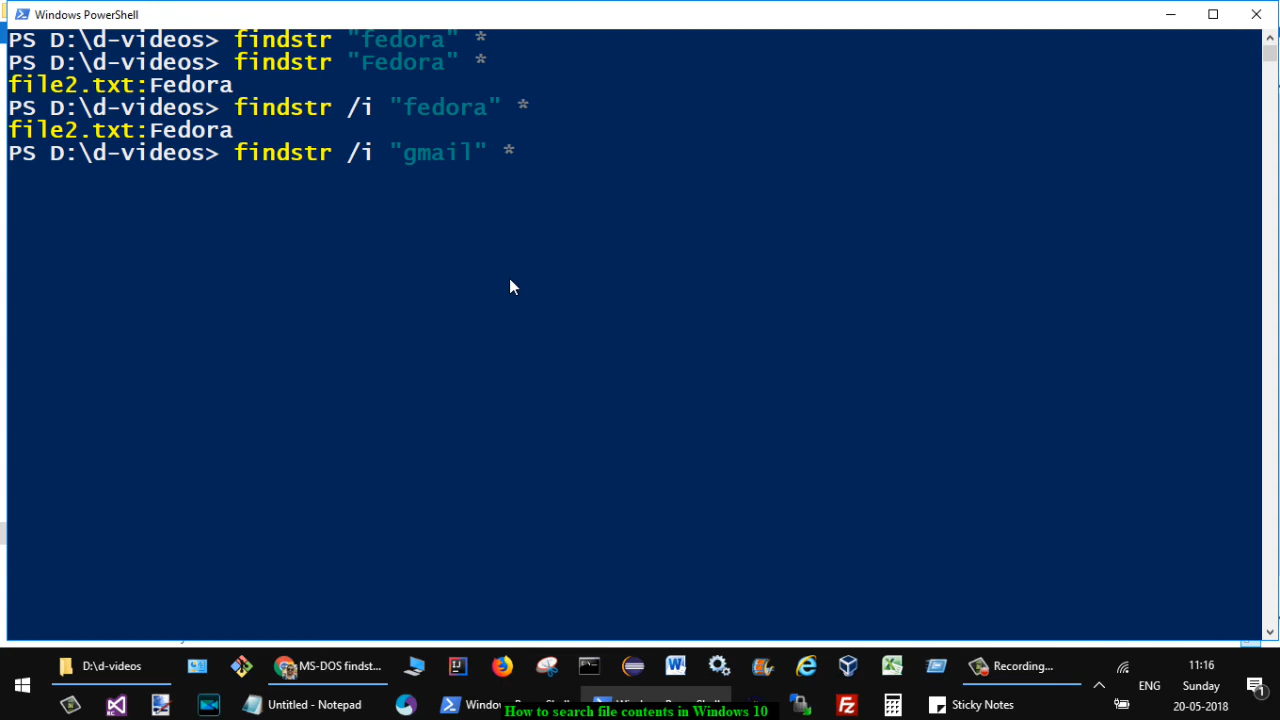 Windows PowerShell
PS D:\d-videos> findstr "fedora" *
PS D:\d-videos> findstr "Fedora" *
file2.txt:Fedora
PS D:\d-videos> findstr /i "fedora" *
file2.txt:Fedora
PS D:\d-videos> findstr /i "gmail" *
D:\d-videos
MS-DOS findst...
Recording...
11:16
ENG
Sunday
Untitled - Notepad
Sticky Notes
20-05-2018
1
How to search file contents in Windows 10